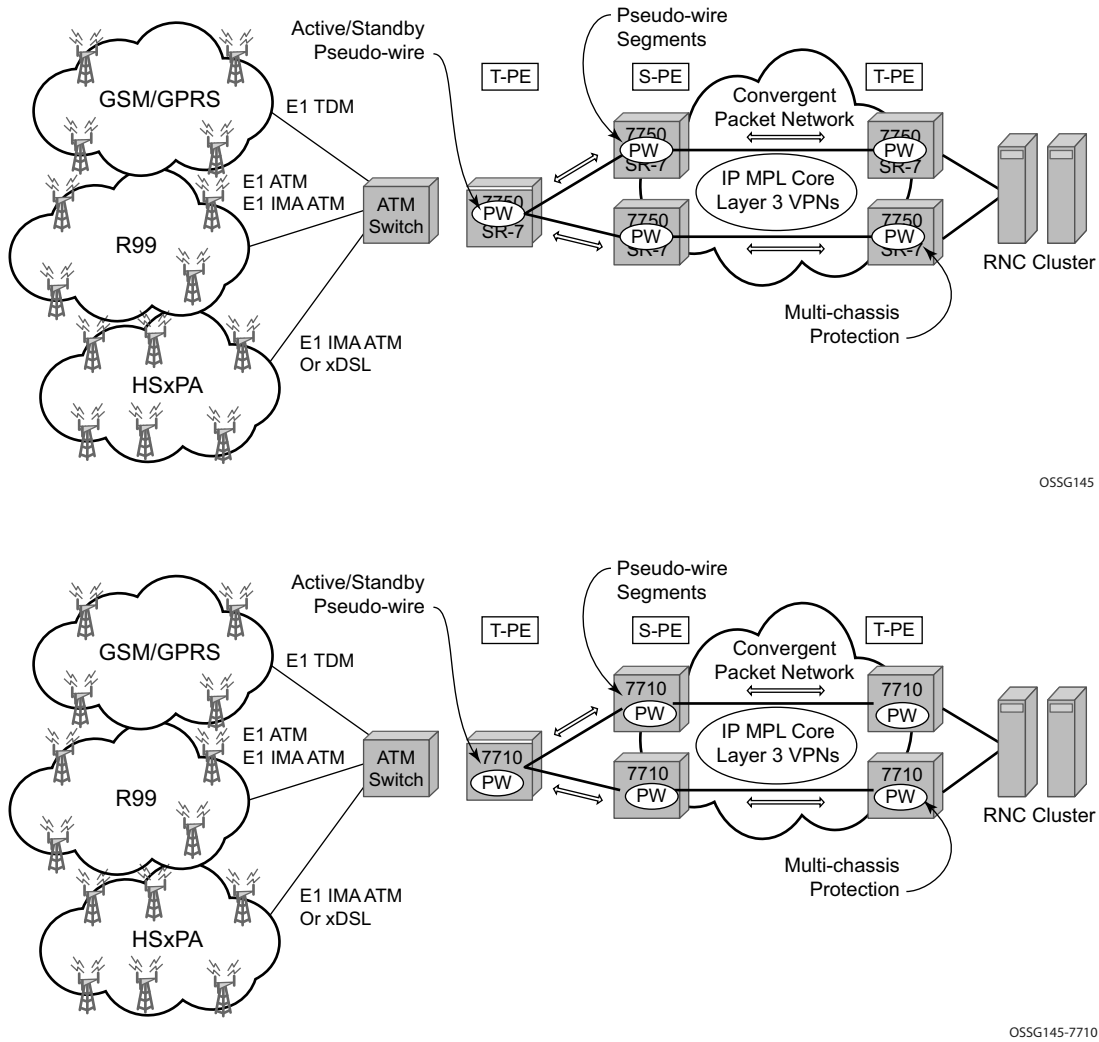 Active/Standby
Pseudo-wire
Pseudo-wire
Segments
T-PE
S-PE
T-PE
GSM/GPRS
E1 TDM
Convergent
Packet Network
7750
PW
SR-7
7750
PW
SR-7
E1 ATM
E1 IMA ATM
ATM
Switch
7750
PW
SR-7
IP MPL Core
Layer 3 VPNs
R99
7750
PW
SR-7
7750
PW
SR-7
RNC Cluster
Multi-chassis
Protection
E1 IMA ATM
Or xDSL
HSxPA
OSSG145
Active/Standby
Pseudo-wire
Pseudo-wire
Segments
T-PE
S-PE
T-PE
GSM/GPRS
E1 TDM
Convergent
Packet Network
7710
PW
7710
PW
E1 ATM
E1 IMA ATM
ATM
Switch
7710
PW
IP MPL Core
Layer 3 VPNs
R99
7710
PW
7710
PW
RNC Cluster
Multi-chassis
Protection
E1 IMA ATM
Or xDSL
HSxPA
OSSG145-7710